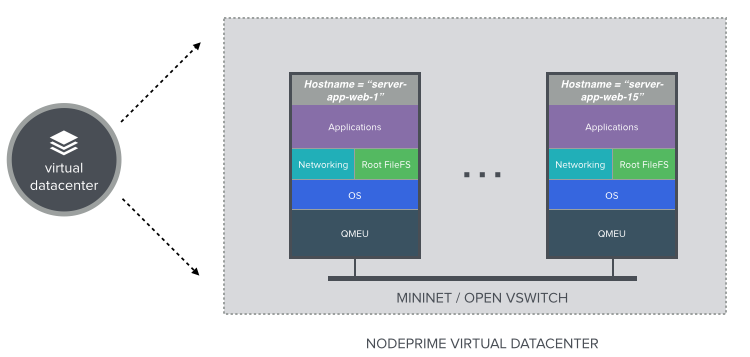 virtual
datacenter
Hostname = “server-
app-web-1”
Applications
Networking
Root FileFS
OS
QMEU
...
Hostname = “server-
app-web-15”
Applications
Networking
Root FileFS
OS
QMEU
MININET / OPEN VSWITCH
NODEPRIME VIRTUAL DATACENTER